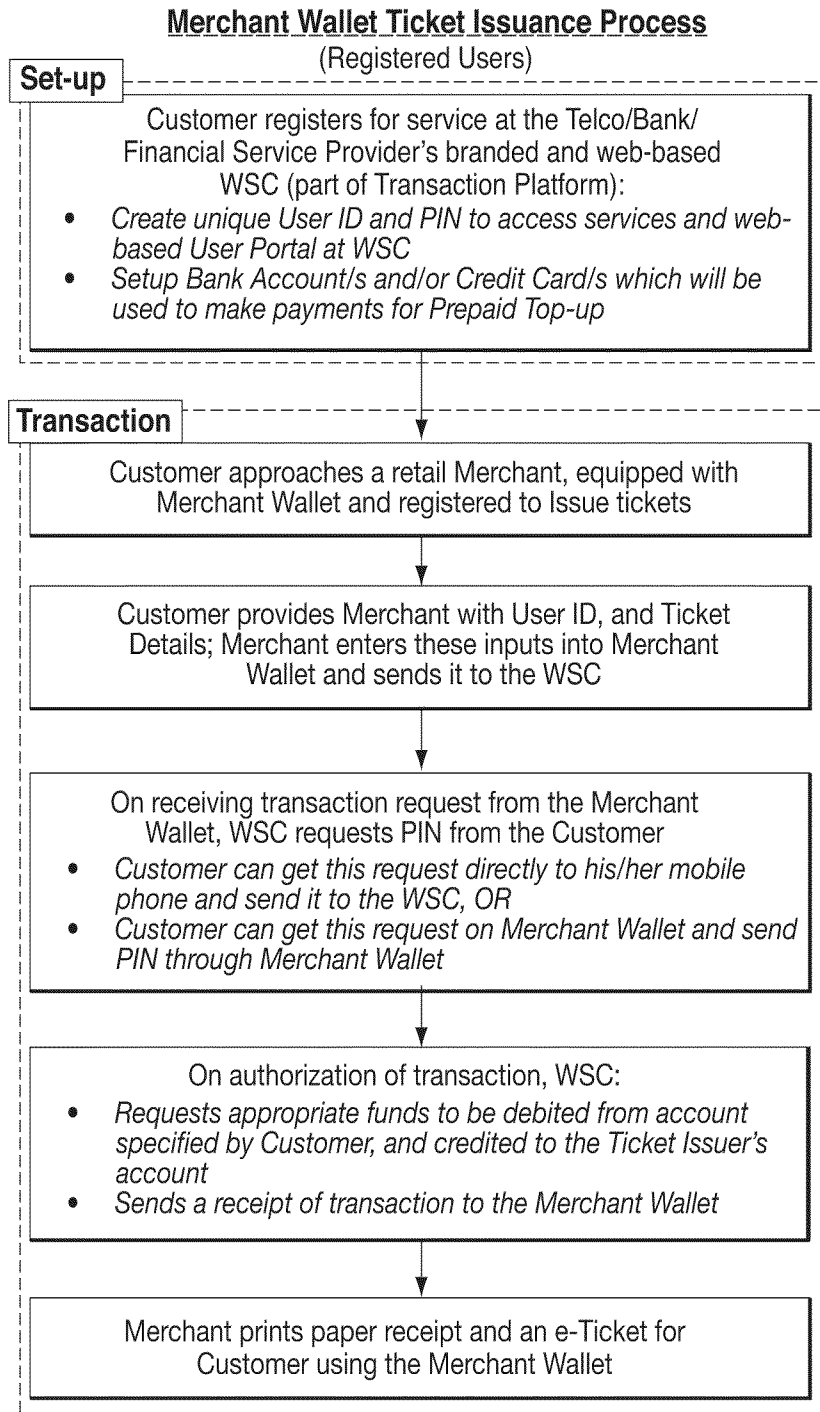 Merchant Wallet Ticket Issuance Process
(Registered Users)
Set-up
Customer registers for service at the Telco/Bank/
Financial Service Provider's branded and web-based
WSC (part of Transaction Platform):
• Create unique User ID and PIN to access services and web-
based User Portal at WSC
• Setup Bank Account/s and/or Credit Card/s which will be
used to make payments for Prepaid Top-up
Transaction
Customer approaches a retail Merchant, equipped with
Merchant Wallet and registered to Issue tickets
Customer provides Merchant with User ID, and Ticket
Details; Merchant enters these inputs into Merchant
Wallet and sends it to the WSC
On receiving transaction request from the Merchant
Wallet, WSC requests PIN from the Customer
• Customer can get this request directly to his/her mobile
phone and send it to the WSC, OR
• Customer can get this request on Merchant Wallet and send
PIN through Merchant Wallet
On authorization of transaction, WSC:
• Requests appropriate funds to be debited from account
specified by Customer, and credited to the Ticket Issuer's
account
• Sends a receipt of transaction to the Merchant Wallet
Merchant prints paper receipt and an e-Ticket for
Customer using the Merchant Wallet